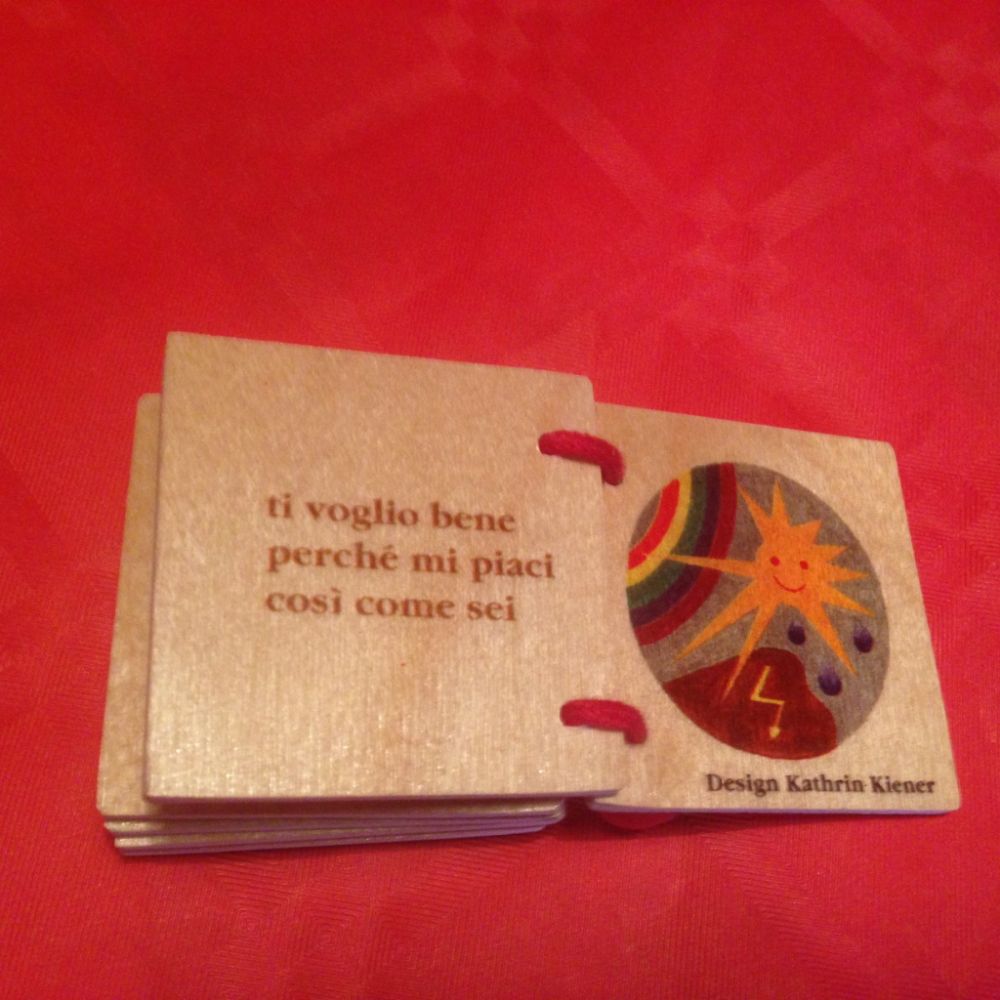 ti voglio bene
perché mi piaci
così come sei
Design Kathrin Kiener